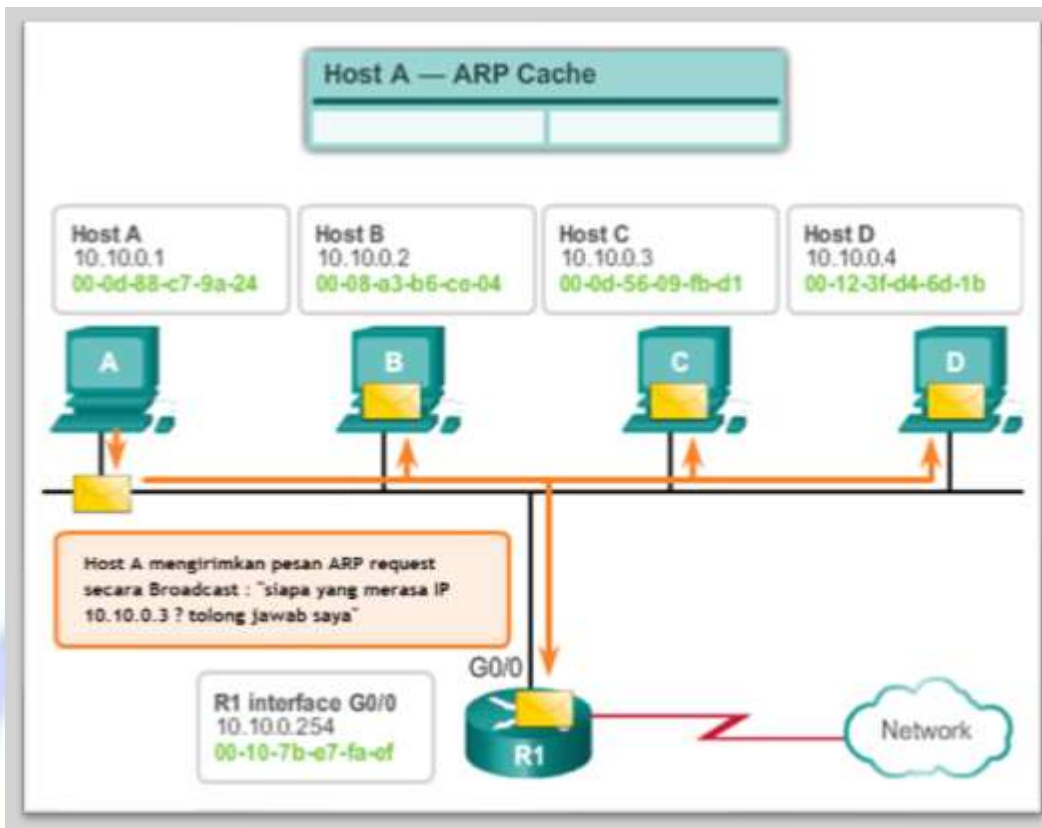 Host A — ARP Cache
Host A
10.10.0.1
00-0d-88-c7-9a-24
Host B
10.10.0.2
00-08-a3-b6-ce-04
Host C
10.10.0.3
00-0d-56-09-fb-d1
Host D
10.10.0.4
00-12-3f-d4-6d-1b
A
B
C
D
Host A mengirimkan pesan ARP request
secara Broadcast : "siapa yang merasa IP
10.10.0.3 ? tolong jawab saya"
G0/0
R1 interface G0/0
10.10.0.254
00-10-7b-e7-fa-ef
R1
Network